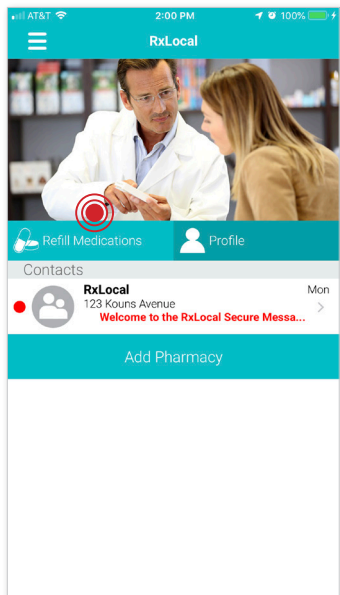 AT&T 2:00 PM 100%
RxLocal
Refill Medications Profile
Contacts
RxLocal Mon
123 Kouns Avenue
Welcome to the RxLocal Secure Messa...
Add Pharmacy